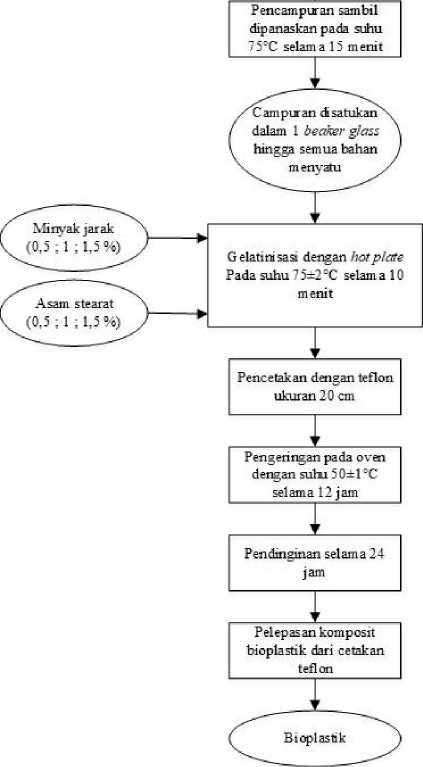 Pencampuran sambil
dipanaskan pada suhu
75°C selama 15 menit
Campuran disatukan
dalam 1 beaker glass
hingga semua bahan
menyatu
Minyak jarak
(0,5 ; 1 ; 1,5 %)
Gelatinisasi dengan hot plate
Pada suhu 75±2°C selama 10
menit
Asam stearat
(0,5 ; 1 ; 1,5 %)
Pencetakan dengan teflon
ukuran 20 cm
Pengeringan pada oven
dengan suhu 50±1°C
selama 12 jam
Pendinginan selama 24
jam
Pelepasan komposit
bioplastik dari cetakan
teflon
Bioplastik